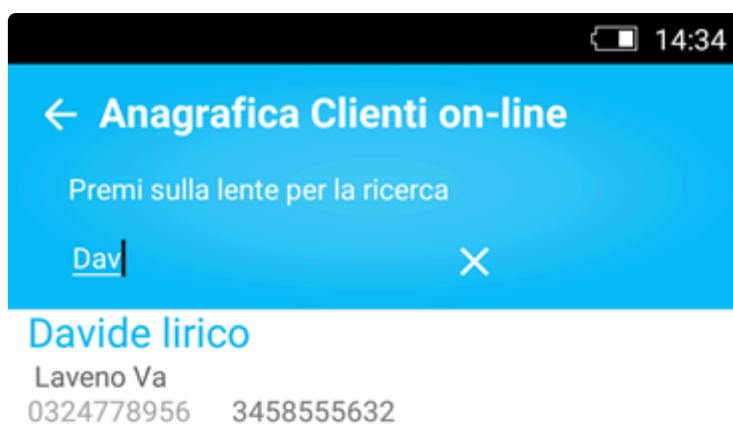 14:34
Anagrafica Clienti on-line
Premi sulla lente per la ricerca
Dav
Davide lirico
Laveno Va
0324778956 3458555632